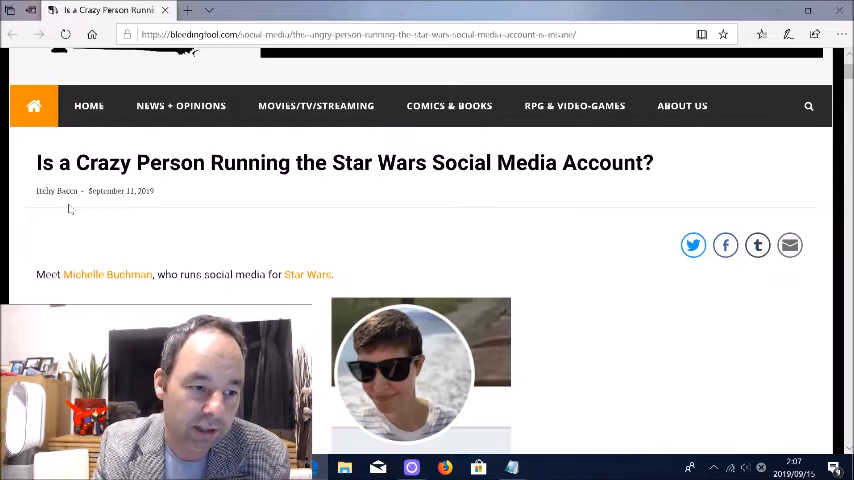 Is a Crazy Person Runni
https://bleedingfool.com/social-media/this-angry-person-running-the-star-wars-social-media-account-is-insane/
HOME NEWS + OPINIONS MOVIES/TV/STREAMING COMICS & BOOKS RPG & VIDEO-GAMES ABOUT US
Is a Crazy Person Running the Star Wars Social Media Account?
Itchy Bacca - September 11, 2019
Meet Michelle Buchman, who runs social media for Star Wars.
2:07
2019/09/15